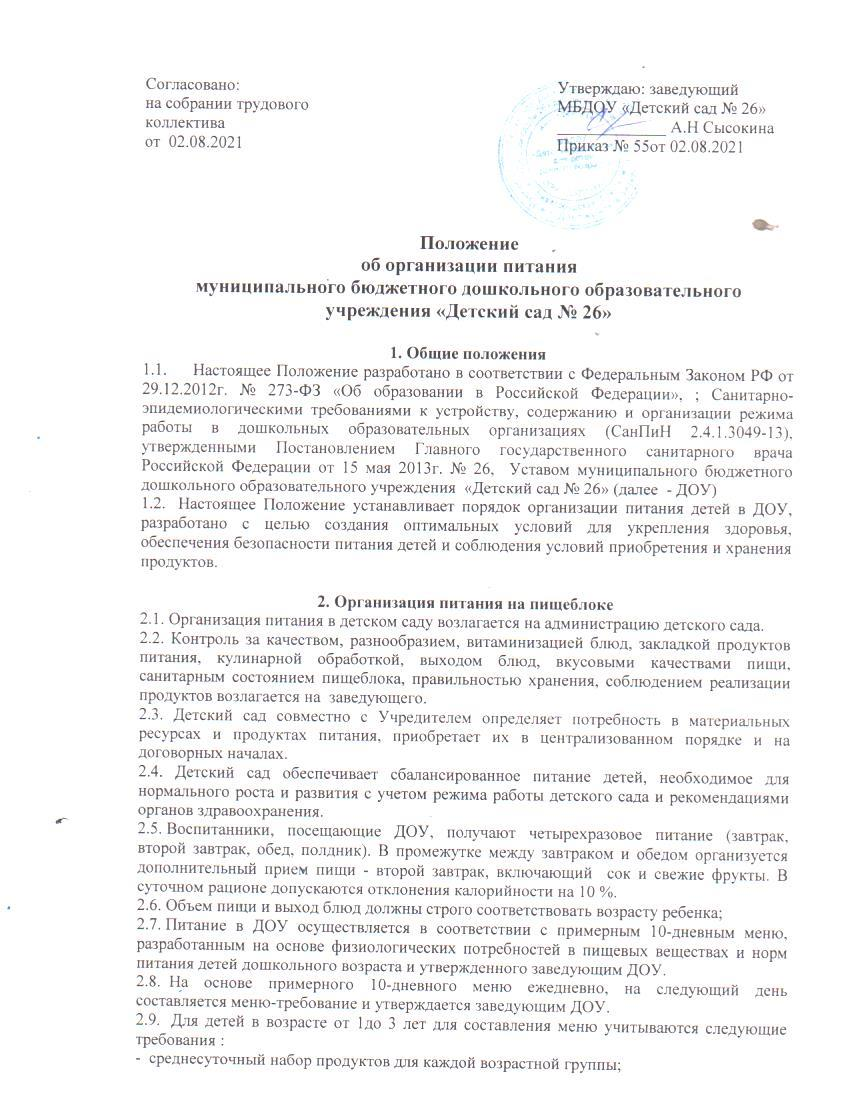 Согласовано:
на собрании трудового
коллектива
от 02.08.2021
Утверждаю: заведующий
МБДОУ «Детский сад № 26»
_____________ А.Н Сысокина
Приказ № 55от 02.08.2021
Положение
об организации питания
муниципального бюджетного дошкольного образовательного
учреждения «Детский сад № 26»
1. Общие положения
1.1. Настоящее Положение разработано в соответствии с Федеральным Законом РФ от
29.12.2012г. № 273-ФЗ «Об образовании в Российской Федерации», ; Санитарно-
эпидемиологическими требованиями к устройству, содержанию и организации режима
работы в дошкольных образовательных организациях (СанПиН 2.4.1.3049-13),
утвержденными Постановлением Главного государственного санитарного врача
Российской Федерации от 15 мая 2013г. № 26, Уставом муниципального бюджетного
дошкольного образовательного учреждения «Детский сад № 26» (далее - ДОУ)
1.2. Настоящее Положение устанавливает порядок организации питания детей в ДОУ,
разработано с целью создания оптимальных условий для укрепления здоровья,
обеспечения безопасности питания детей и соблюдения условий приобретения и хранения
продуктов.
2. Организация питания на пищеблоке
2.1. Организация питания в детском саду возлагается на администрацию детского сада.
2.2. Контроль за качеством, разнообразием, витаминизацией блюд, закладкой продуктов
питания, кулинарной обработкой, выходом блюд, вкусовыми качествами пищи,
санитарным состоянием пищеблока, правильностью хранения, соблюдением реализации
продуктов возлагается на заведующего.
2.3. Детский сад совместно с Учредителем определяет потребность в материальных
ресурсах и продуктах питания, приобретает их в централизованном порядке и на
договорных началах.
2.4. Детский сад обеспечивает сбалансированное питание детей, необходимое для
нормального роста и развития с учетом режима работы детского сада и рекомендациями
органов здравоохранения.
2.5. Воспитанники, посещающие ДОУ, получают четырехразовое питание (завтрак,
второй завтрак, обед, полдник). В промежутке между завтраком и обедом организуется
дополнительный прием пищи - второй завтрак, включающий сок и свежие фрукты. В
суточном рационе допускаются отклонения калорийности на 10 %.
2.6. Объем пищи и выход блюд должны строго соответствовать возрасту ребенка;
2.7. Питание в ДОУ осуществляется в соответствии с примерным 10-дневным меню,
разработанным на основе физиологических потребностей в пищевых веществах и норм
питания детей дошкольного возраста и утвержденного заведующим ДОУ.
2.8. На основе примерного 10-дневного меню ежедневно, на следующий день
составляется меню-требование и утверждается заведующим ДОУ.
2.9. Для детей в возрасте от 1до 3 лет для составления меню учитываются следующие
требования :
- среднесуточный набор продуктов для каждой возрастной группы;